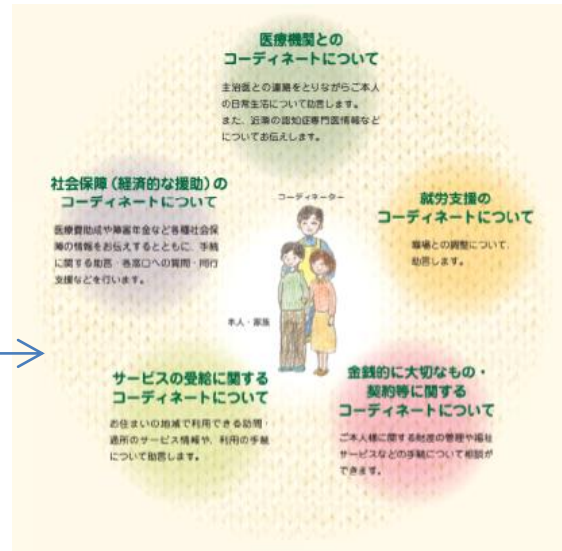 医療機関との
コーディネートについて
主治医との連絡をとりながらご本人
の日常生活について助言します。
また、近隣の認知症専門医情報など
についてお伝えします。
社会保障（経済的な援助）の
コーディネートについて
医療費助成や障害年金など各種社会保
障の情報をお伝えするとともに、手続
に関する助言・各窓口への質問・同行
支援などを行います。
コーディネーター
就労支援の
コーディネートについて
職場との調整について、
助言します。
本人・家族
サービスの受給に関する
コーディネートについて
お住まいの地域で利用できる訪問・
通所のサービス情報や、利用の手続
について助言します。
金銭的に大切なもの・
契約等に関する
コーディネートについて
ご本人様に関する財産の管理や福祉
サービスなどの手続について相談が
できます。